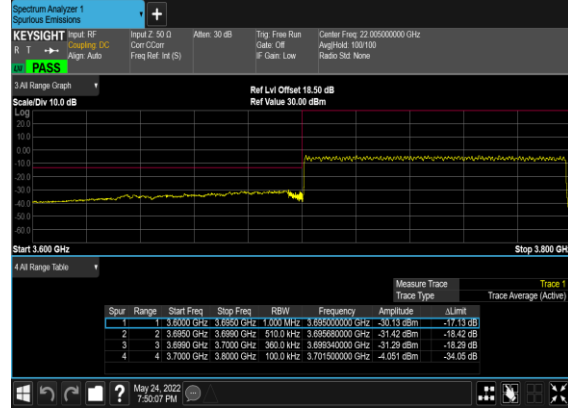 Spectrum Analyzer 1
Spurious Emissions
+
KEYSIGHT Input: RF Input Z: 50 Ω Atten: 30 dB Trig: Free Run Center Freq: 22.005000000 GHz
R T Coupling: DC Corr CCorr Gate: Off Avg|Hold: 100/100
Align: Auto Freq Ref: Int (S) IF Gain: Low Radio Std: None
PASS
3 All Range Graph
Ref Lvl Offset 18.50 dB
Scale/Div 10.0 dB Ref Value 30.00 dBm
Log
20.0
10.0
0.00
-10.0
-20.0
-30.0
-40.0
-50.0
-60.0
Start 3.600 GHz Stop 3.800 GH
4 All Range Table
Measure Trace Trace 1
Trace Type Trace Average (Active)
Spur Range Start Freq Stop Freq RBW Frequency Amplitude ΔLimit
1 1 3.6000 GHz 3.6950 GHz 1.000 MHz 3.695000000 GHz -30.13 dBm -17.13 dB
2 2 3.6950 GHz 3.6990 GHz 510.0 kHz 3.695680000 GHz -31.42 dBm -18.42 dB
3 3 3.6990 GHz 3.7000 GHz 360.0 kHz 3.699340000 GHz -31.29 dBm -18.29 dB
4 4 3.7000 GHz 3.8000 GHz 100.0 kHz 3.701500000 GHz -4.051 dBm -34.05 dB
? May 24, 2022
7:50:07 PM